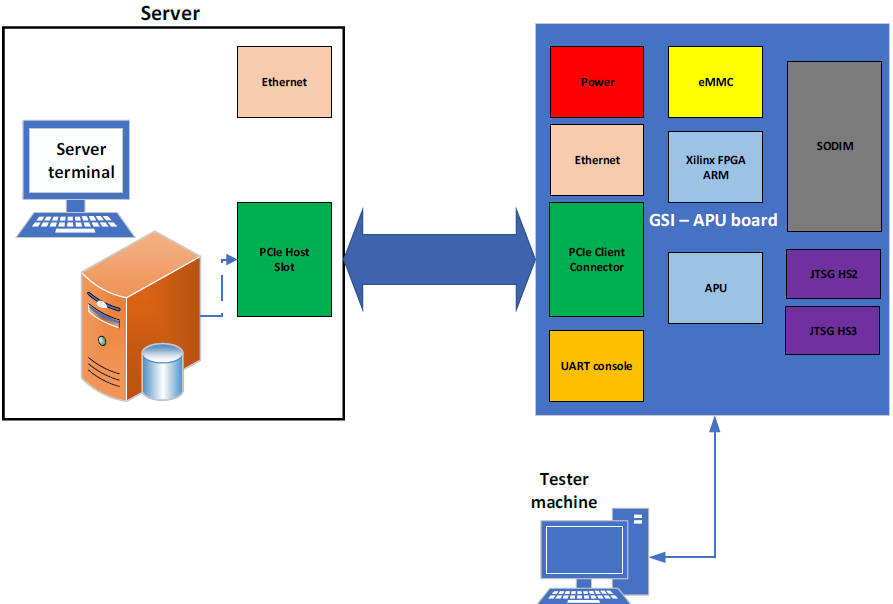 Server
Ethernet
Server
terminal
PCIe Host
Slot
Power
eMMC
SODIM
Ethernet
Xilinx FPGA
ARM
GSI – APU board
PCIe Client
Connector
APU
JTSG HS2
JTSG HS3
UART console
Tester
machine